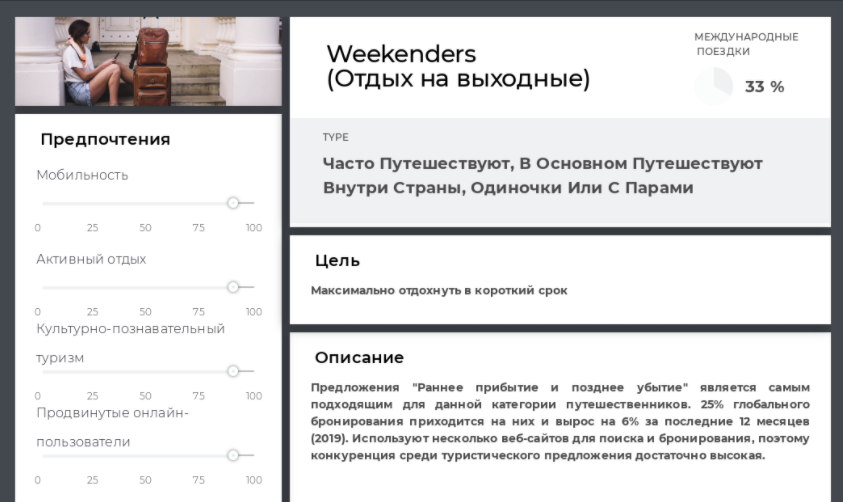 Предпочтения
Мобильность
0 25 50 75 100
Активный отдых
0 25 50 75 100
Культурно-познавательный
туризм
0 25 50 75 100
Продвинутые онлайн-
пользователи
0 25 50 75 100
Weekenders
(Отдых на выходные)
МЕЖДУНАРОДНЫЕ
ПОЕЗДКИ
33 %
TYPE
Часто Путешествуют, В Основном Путешествуют
Внутри Страны, Одиночки Или С Парами
Цель
Максимально отдохнуть в короткий срок
Описание
Предложения "Раннее прибытие и позднее убытие" является самым
подходящим для данной категории путешественников. 25% глобального
бронирования приходится на них и вырос на 6% за последние 12 месяцев
(2019). Используют несколько веб-сайтов для поиска и бронирования, поэтому
конкуренция среди туристического предложения достаточно высокая.